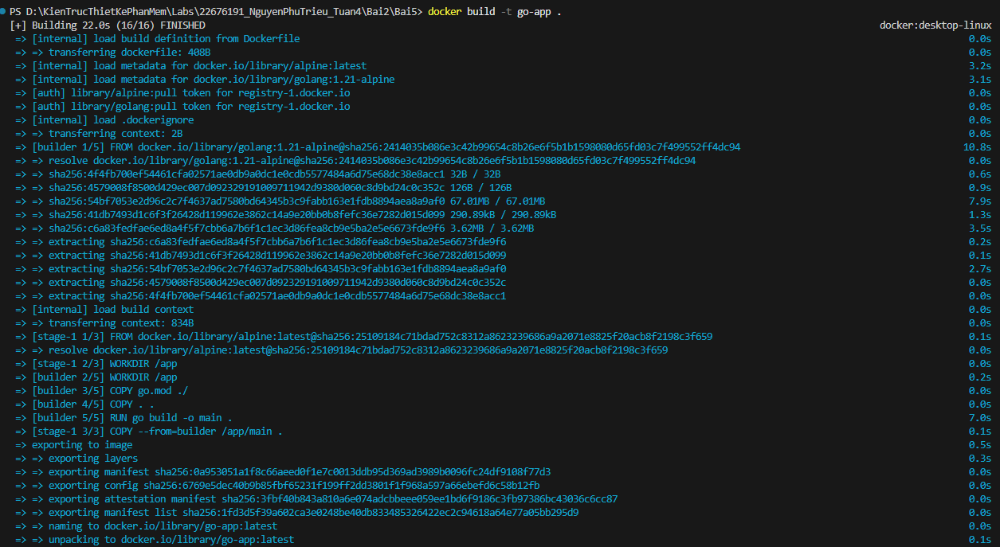 PS D:\KienTrucThietKePhanMem\Labs\22676191_NguyenPhuTrieu_Tuan4\Bai2\Bai5> docker build -t go-app .
[+] Building 22.0s (16/16) FINISHED docker:desktop-linux
=> [internal] load build definition from Dockerfile 0.0s
=> => transferring dockerfile: 408B 0.0s
=> [internal] load metadata for docker.io/library/alpine:latest 3.2s
=> [internal] load metadata for docker.io/library/golang:1.21-alpine 3.1s
=> [auth] library/alpine:pull token for registry-1.docker.io 0.0s
=> [auth] library/golang:pull token for registry-1.docker.io 0.0s
=> [internal] load .dockerignore 0.0s
=> => transferring context: 2B 0.0s
=> [builder 1/5] FROM docker.io/library/golang:1.21-alpine@sha256:2414035b086e3c42b99654c8b26e6f5b1b1598080d65fd03c7f499552ff4dc94 10.8s
=> => resolve docker.io/library/golang:1.21-alpine@sha256:2414035b086e3c42b99654c8b26e6f5b1b1598080d65fd03c7f499552ff4dc94 0.0s
=> => sha256:4f4fb700ef54461cfa02571ae0db9a0dc1e0cdb5577484a6d75e68dc38e8acc1 32B / 32B 0.6s
=> => sha256:4579008f8500d429ec007d092329191009711942d9380d060c8d9bd24c0c352c 126B / 126B 0.9s
=> => sha256:54bf7053e2d96c2c7f4637ad7580bd64345b3c9fabb163e1fdb8894aea8a9af0 67.01MB / 67.01MB 7.9s
=> => sha256:41db7493d1c6f3f26428d119962e3862c14a9e20bb0b8fefc36e7282d015d099 290.89kB / 290.89kB 1.3s
=> => sha256:c6a83fedfae6ed8a4f5f7cbb6a7b6f1c1ec3d86fea8cb9e5ba2e5e6673fde9f6 3.62MB / 3.62MB 3.5s
=> => extracting sha256:c6a83fedfae6ed8a4f5f7cbb6a7b6f1c1ec3d86fea8cb9e5ba2e5e6673fde9f6 0.2s
=> => extracting sha256:41db7493d1c6f3f26428d119962e3862c14a9e20bb0b8fefc36e7282d015d099 0.1s
=> => extracting sha256:54bf7053e2d96c2c7f4637ad7580bd64345b3c9fabb163e1fdb8894aea8a9af0 2.7s
=> => extracting sha256:4579008f8500d429ec007d092329191009711942d9380d060c8d9bd24c0c352c 0.0s
=> => extracting sha256:4f4fb700ef54461cfa02571ae0db9a0dc1e0cdb5577484a6d75e68dc38e8acc1 0.0s
=> [internal] load build context 0.0s
=> => transferring context: 834B 0.0s
=> [stage-1 1/3] FROM docker.io/library/alpine:latest@sha256:25109184c71bdad752c8312a8623239686a9a2071e8825f20acb8f2198c3f659 0.1s
=> => resolve docker.io/library/alpine:latest@sha256:25109184c71bdad752c8312a8623239686a9a2071e8825f20acb8f2198c3f659 0.0s
=> [stage-1 2/3] WORKDIR /app 0.0s
=> [builder 2/5] WORKDIR /app 0.2s
=> [builder 3/5] COPY go.mod ./ 0.0s
=> [builder 4/5] COPY . . 0.0s
=> [builder 5/5] RUN go build -o main . 7.0s
=> [stage-1 3/3] COPY --from=builder /app/main . 0.1s
=> exporting to image 0.5s
=> => exporting layers 0.3s
=> => exporting manifest sha256:0a953051a1f8c66aeed0f1e7c0013ddb95d369ad3989b0096fc24df9108f77d3 0.0s
=> => exporting config sha256:6769e5dec40b9b85fbf65231f199ff2dd3801f1f968a597a66ebefd6c58b12fb 0.0s
=> => exporting attestation manifest sha256:3fbf40b843a810a6e074adcbbeee059ee1bd6f9186c3fb97386bc43036c6cc87 0.0s
=> => exporting manifest list sha256:1fd3d5f39a602ca3e0248be40db833485326422ec2c94618a64e77a05bb295d9 0.0s
=> => naming to docker.io/library/go-app:latest 0.0s
=> => unpacking to docker.io/library/go-app:latest 0.1s